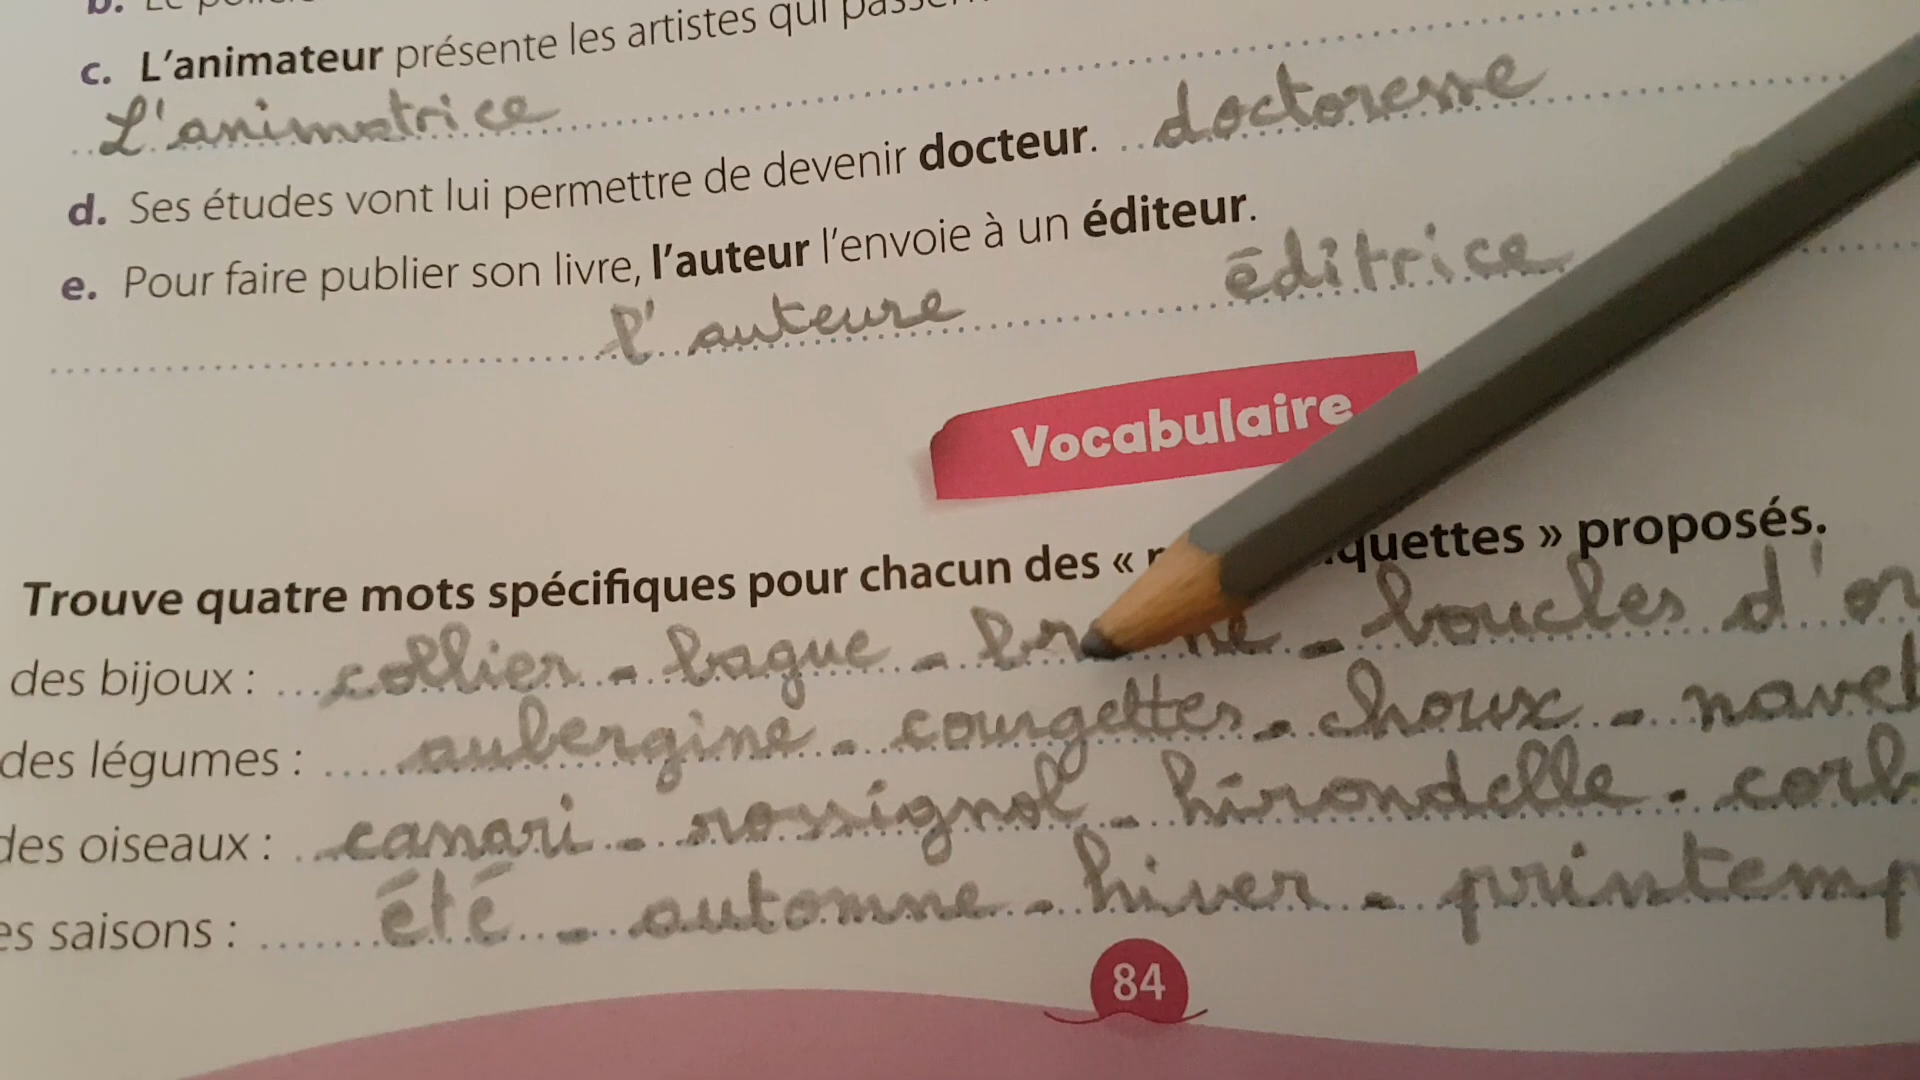 b. Le
c. L'animateur présente les artistes qui
L'animatrice
d. Ses études vont lui permettre de devenir docteur. doctoresse
e. Pour faire publier son livre, l'auteur l'envoie à un éditeur.
l'auteure éditrice
Vocabulaire
Trouve quatre mots spécifiques pour chacun des « » proposés.
des bijoux : collier - bague - - boucles d'or
des légumes : aubergine - courgettes - choux - navet
des oiseaux : canari - rossignol - hirondelle - corb
es saisons : été - automne - hiver - printemp
84